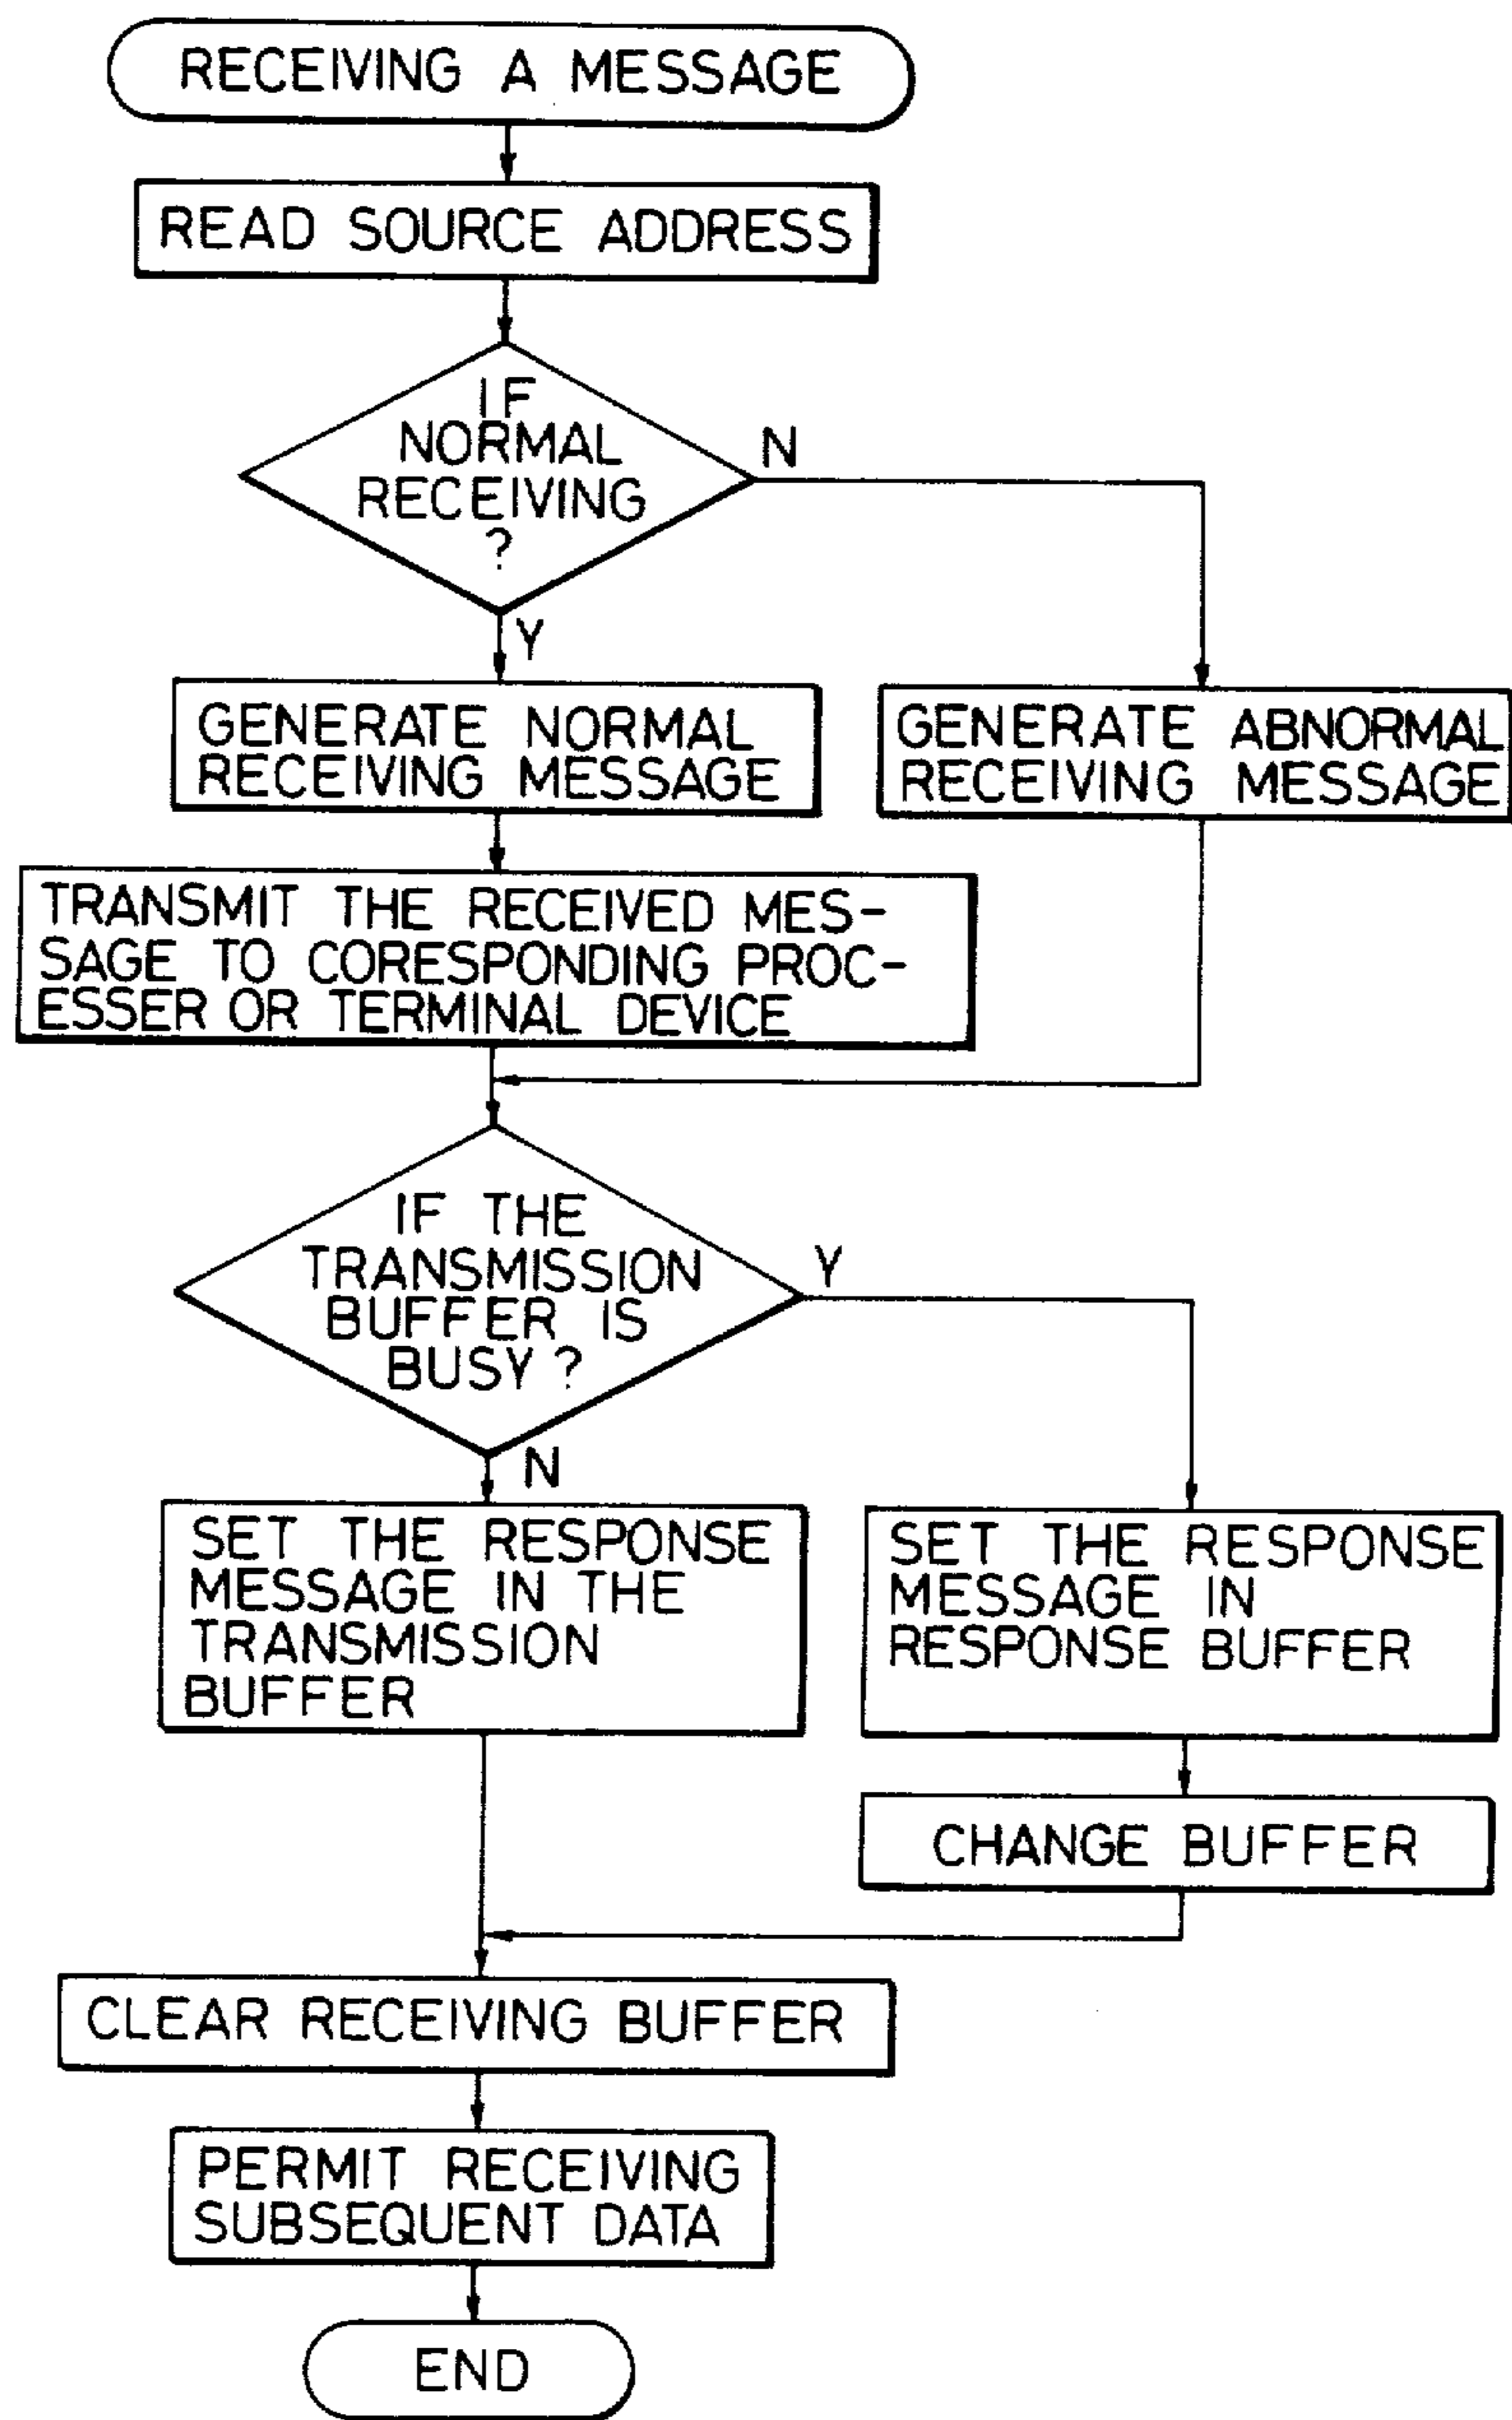 RECEIVING A MESSAGE
READ SOURCE ADDRESS
IF
NORMAL
RECEIVING
?
N
Y
GENERATE NORMAL
RECEIVING MESSAGE
GENERATE ABNORMAL
RECEIVING MESSAGE
TRANSMIT THE RECEIVED MES-
SAGE TO CORESPONDING PROC-
ESSER OR TERMINAL DEVICE
IF THE
TRANSMISSION
BUFFER IS
BUSY?
Y
N
SET THE RESPONSE
MESSAGE IN THE
TRANSMISSION
BUFFER
SET THE RESPONSE
MESSAGE IN
RESPONSE BUFFER
CHANGE BUFFER
CLEAR RECEIVING BUFFER
PERMIT RECEIVING
SUBSEQUENT DATA
END